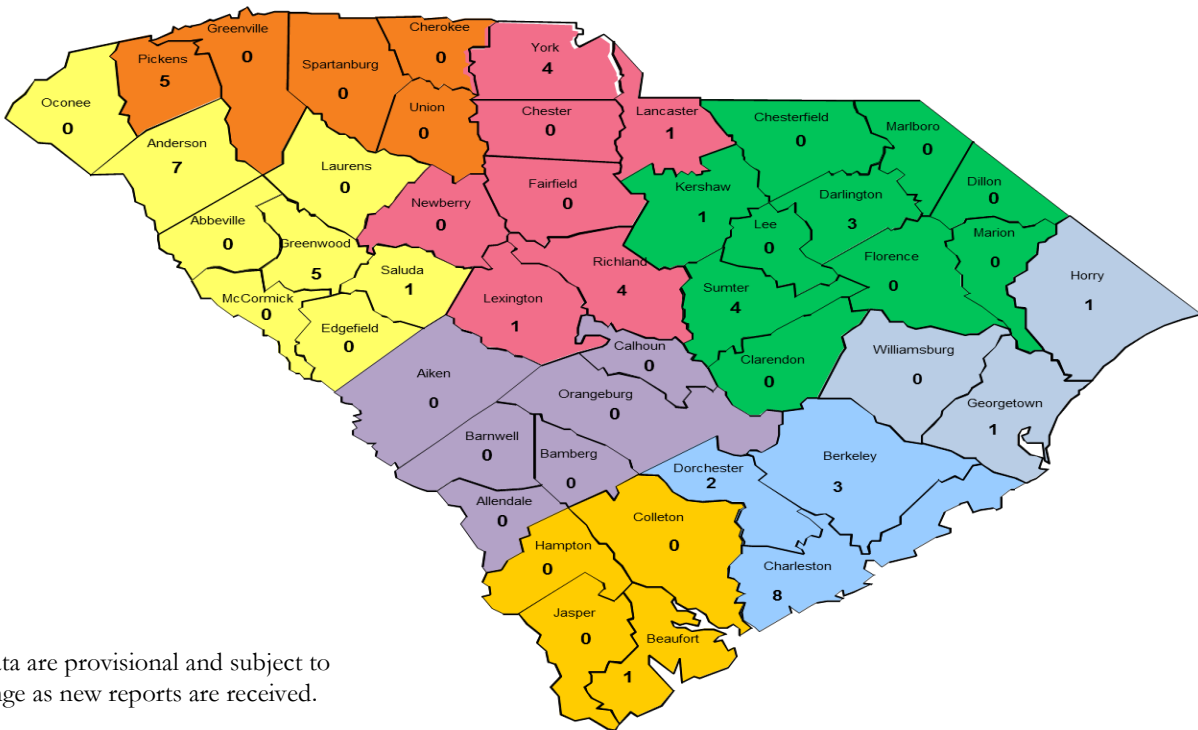 Greenville
0
Cherokee
0
Pickens
5
Spartanburg
0
York
4
Oconee
0
Union
0
Chester
0
Lancaster
1
Chesterfield
0
Marlboro
0
Anderson
7
Laurens
0
Fairfield
0
Kershaw
1
Darlington
3
Dillon
0
Abbeville
0
Newberry
0
Lee
0
Marion
0
Greenwood
5
Saluda
1
Richland
4
Florence
0
Horry
1
McCormick
0
Lexington
1
Sumter
4
Edgefield
0
Calhoun
0
Clarendon
0
Williamsburg
0
Aiken
0
Orangeburg
0
Georgetown
1
Barnwell
0
Bamberg
0
Dorchester
2
Berkeley
3
Allendale
0
Colleton
0
Hampton
0
Charleston
8
Jasper
0
Beaufort
1
ta are provisional and subject to
nge as new reports are received.